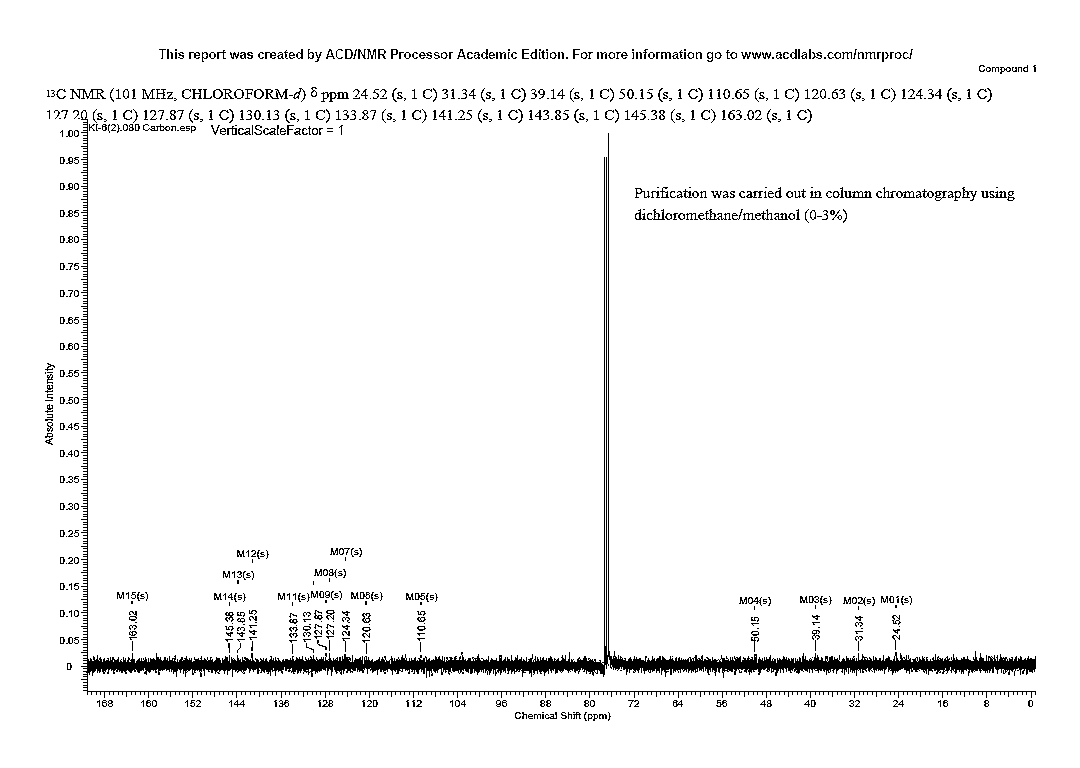 This report was created by ACD/NMR Processor Academic Edition. For more information go to www.acdlabs.com/nmrproc/
Compound 1
¹³C NMR (101 MHz, CHLOROFORM-d) δ ppm 24.52 (s, 1 C) 31.34 (s, 1 C) 39.14 (s, 1 C) 50.15 (s, 1 C) 110.65 (s, 1 C) 120.63 (s, 1 C) 124.34 (s, 1 C)
127.20 (s, 1 C) 127.87 (s, 1 C) 130.13 (s, 1 C) 133.87 (s, 1 C) 141.25 (s, 1 C) 143.85 (s, 1 C) 145.38 (s, 1 C) 163.02 (s, 1 C)
KI-6(2).080 Carbon.esp VerticalScaleFactor = 1
1.00
0.95
0.90
0.85
0.80
0.75
0.70
0.65
0.60
0.55
0.50
0.45
0.40
0.35
0.30
0.25
0.20
0.15
0.10
0.05
0
Absolute Intensity
Purification was carried out in column chromatography using
dichloromethane/methanol (0-3%)
M12(s) M07(s)
M13(s) M08(s)
M15(s) M14(s) M11(s) M09(s) M06(s) M05(s) M04(s) M03(s) M02(s) M01(s)
163.02 145.38 143.85 141.25 133.87 130.13 127.87 127.20 124.34 120.63 110.65 50.15 39.14 31.34 24.52
168 160 152 144 136 128 120 112 104 96 88 80 72 64 56 48 40 32 24 16 8 0
Chemical Shift (ppm)